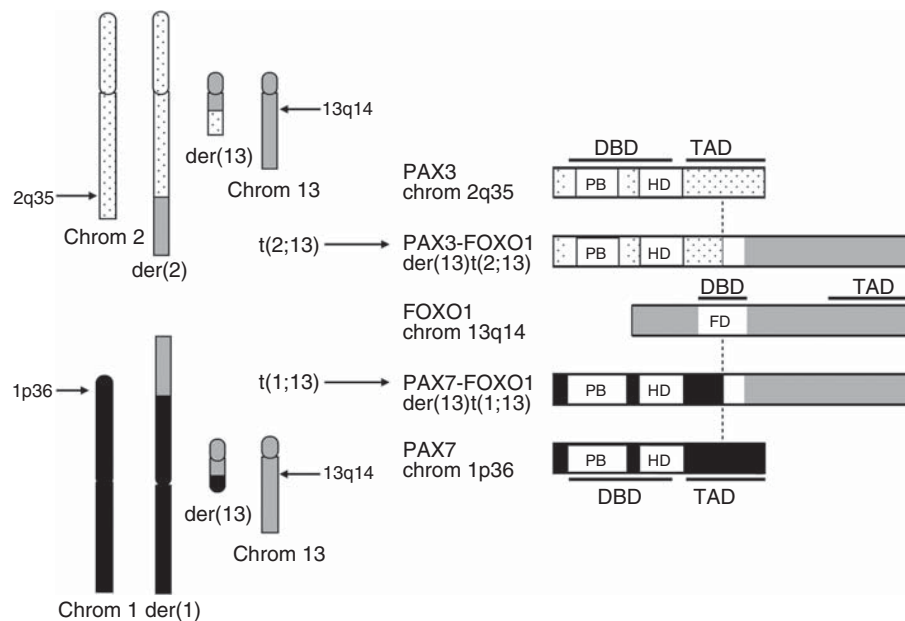 2q35
Chrom 2
der(2)
der(13)
Chrom 13
13q14
DBD
TAD
PAX3
chrom 2q35
PB
HD
t(2;13)
PAX3-FOXO1
der(13)t(2;13)
PB
HD
DBD
TAD
FOXO1
chrom 13q14
FD
1p36
Chrom 1
der(1)
der(13)
Chrom 13
13q14
t(1;13)
PAX7-FOXO1
der(13)t(1;13)
PB
HD
PAX7
chrom 1p36
PB
HD
DBD
TAD